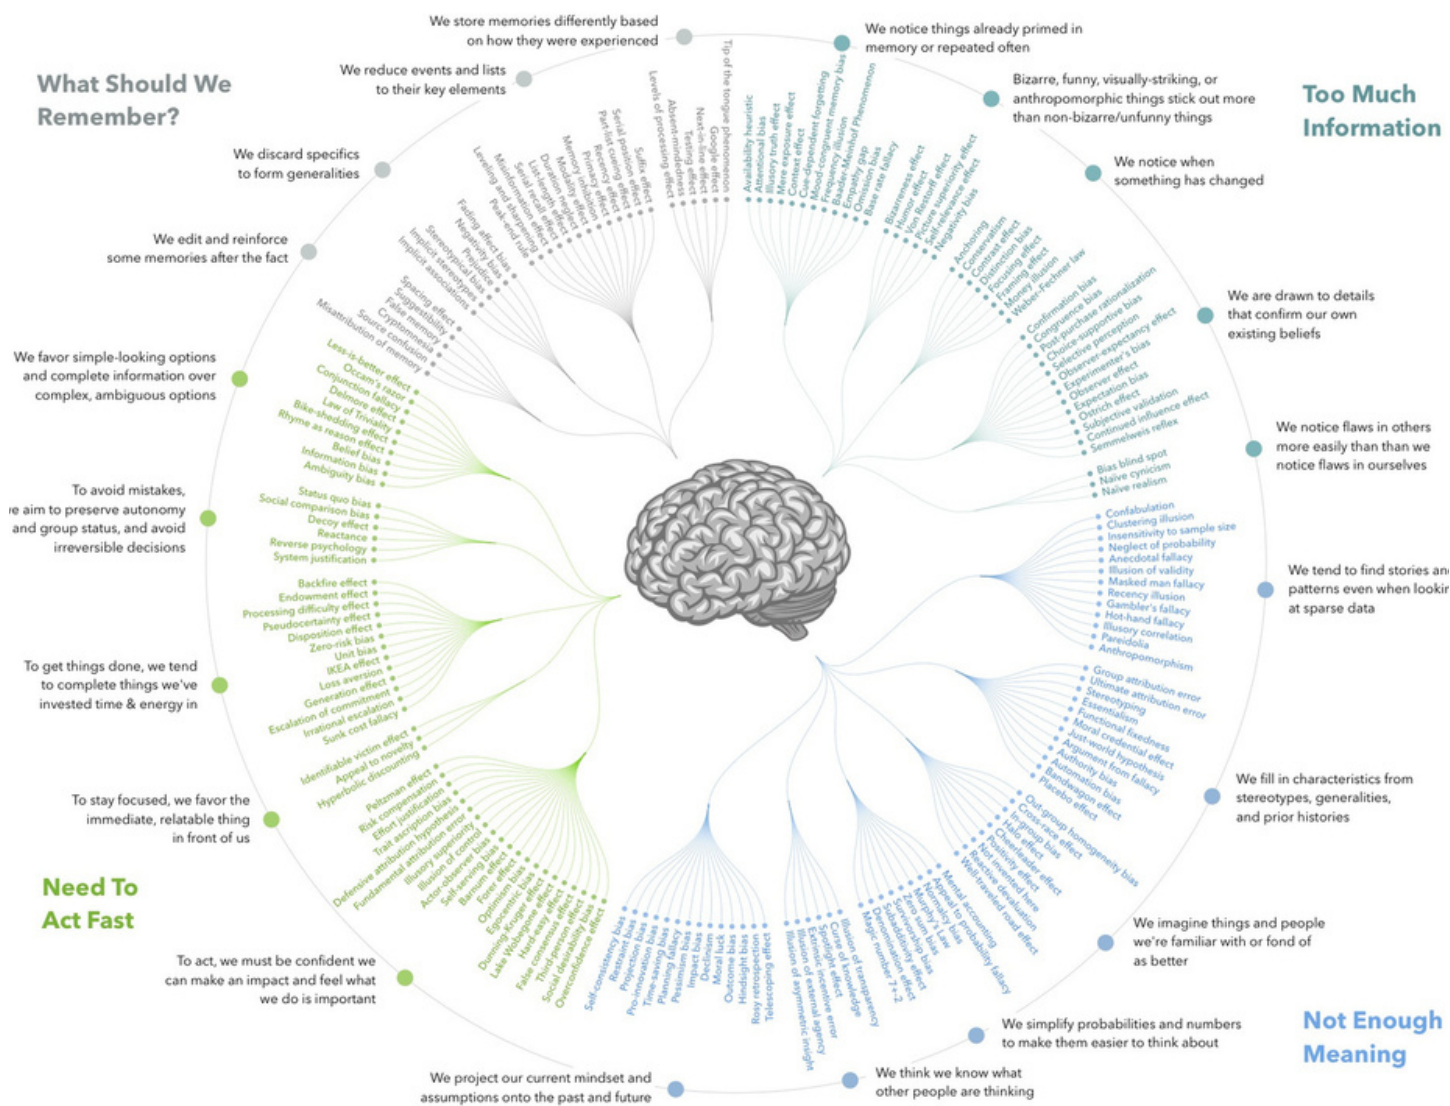 What Should We
Remember?
We store memories differently based
on how they were experienced
We reduce events and lists
to their key elements
We discard specifics
to form generalities
We edit and reinforce
some memories after the fact
Tip of the tongue phenomenon
Google effect
Next-in-line effect
Testing effect
Absent-mindedness
Levels of processing effect
Suffix effect
Serial position effect
Part-list cueing effect
Recency effect
Primacy effect
Memory inhibition
Modality effect
Duration neglect
List-length effect
Serial recall effect
Misinformation effect
Leveling and sharpening
Peak-end rule
Fading affect bias
Negativity bias
Prejudice
Stereotypical bias
Implicit stereotypes
Implicit associations
Spacing effect
Suggestibility
False memory
Cryptomnesia
Source confusion
Misattribution of memory
Too Much
Information
We notice things already primed in
memory or repeated often
Availability heuristic
Attentional bias
Illusory truth effect
Mere exposure effect
Context effect
Cue-dependent forgetting
Mood-congruent memory bias
Frequency illusion
Baader-Meinhof Phenomenon
Empathy gap
Omission bias
Base rate fallacy
Bizarre, funny, visually-striking, or
anthropomorphic things stick out more
than non-bizarre/unfunny things
Bizarreness effect
Humor effect
Von Restorff effect
Picture superiority effect
Self-relevance effect
Negativity bias
We notice when
something has changed
Anchoring
Conservatism
Contrast effect
Distinction bias
Focusing effect
Framing effect
Money illusion
Weber-Fechner law
We are drawn to details
that confirm our own
existing beliefs
Confirmation bias
Congruence bias
Post-purchase rationalization
Choice-supportive bias
Selective perception
Observer-expectancy effect
Experimenter's bias
Observer effect
Expectation bias
Ostrich effect
Subjective validation
Continued influence effect
Semmelweis reflex
We notice flaws in others
more easily than than we
notice flaws in ourselves
Bias blind spot
Naïve cynicism
Naïve realism
We tend to find stories and
patterns even when lookin
at sparse data
Confabulation
Clustering illusion
Insensitivity to sample size
Neglect of probability
Anecdotal fallacy
Illusion of validity
Masked man fallacy
Recency illusion
Gambler's fallacy
Hot-hand fallacy
Illusory correlation
Pareidolia
Anthropomorphism
We fill in characteristics from
stereotypes, generalities,
and prior histories
Group attribution error
Ultimate attribution error
Stereotyping
Essentialism
Functional fixedness
Moral credential effect
Just-world hypothesis
Argument from fallacy
Authority bias
Automation bias
Bandwagon effect
Placebo effect
We imagine things and people
we're familiar with or fond of
as better
Out-group homogeneity bias
Cross-race effect
In-group bias
Halo effect
Cheerleader effect
Positivity effect
Not invented here
Reactive devaluation
Well-traveled road effect
We simplify probabilities and numbers
to make them easier to think about
Mental accounting
Appeal to probability fallacy
Normalcy bias
Murphy's Law
Zero sum bias
Survivorship bias
Subadditivity effect
Denomination effect
Magic number 7+-2
We think we know what
other people are thinking
Illusion of transparency
Curse of knowledge
Spotlight effect
Extrinsic incentive error
Illusion of external agency
Illusion of asymmetric insight
Not Enough
Meaning
We project our current mindset and
assumptions onto the past and future
Telescoping effect
Rosy retrospection
Hindsight bias
Outcome bias
Moral luck
Declinism
Impact bias
Pessimism bias
Planning fallacy
Time-saving bias
Pro-innovation bias
Projection bias
Restraint bias
Self-consistency bias
We favor simple-looking options
and complete information over
complex, ambiguous options
Less-is-better effect
Occam's razor
Conjunction fallacy
Delmore effect
Law of Triviality
Bike-shedding effect
Rhyme as reason effect
Belief bias
Information bias
Ambiguity bias
To avoid mistakes,
e aim to preserve autonomy
and group status, and avoid
irreversible decisions
Status quo bias
Social comparison bias
Decoy effect
Reactance
Reverse psychology
System justification
To get things done, we tend
to complete things we've
invested time & energy in
Backfire effect
Endowment effect
Processing difficulty effect
Pseudocertainty effect
Disposition effect
Zero-risk bias
Unit bias
IKEA effect
Loss aversion
Generation effect
Escalation of commitment
Irrational escalation
Sunk cost fallacy
To stay focused, we favor the
immediate, relatable thing
in front of us
Identifiable victim effect
Appeal to novelty
Hyperbolic discounting
Need To
Act Fast
To act, we must be confident we
can make an impact and feel what
we do is important
Peltzman effect
Risk compensation
Effort justification
Trait ascription bias
Defensive attribution hypothesis
Fundamental attribution error
Illusory superiority
Illusion of control
Actor-observer bias
Self-serving bias
Barnum effect
Forer effect
Optimism bias
Egocentric bias
Dunning-Kruger effect
Lake Wobegone effect
Hard-easy effect
False consensus effect
Third-person effect
Social desirability bias
Overconfidence effect